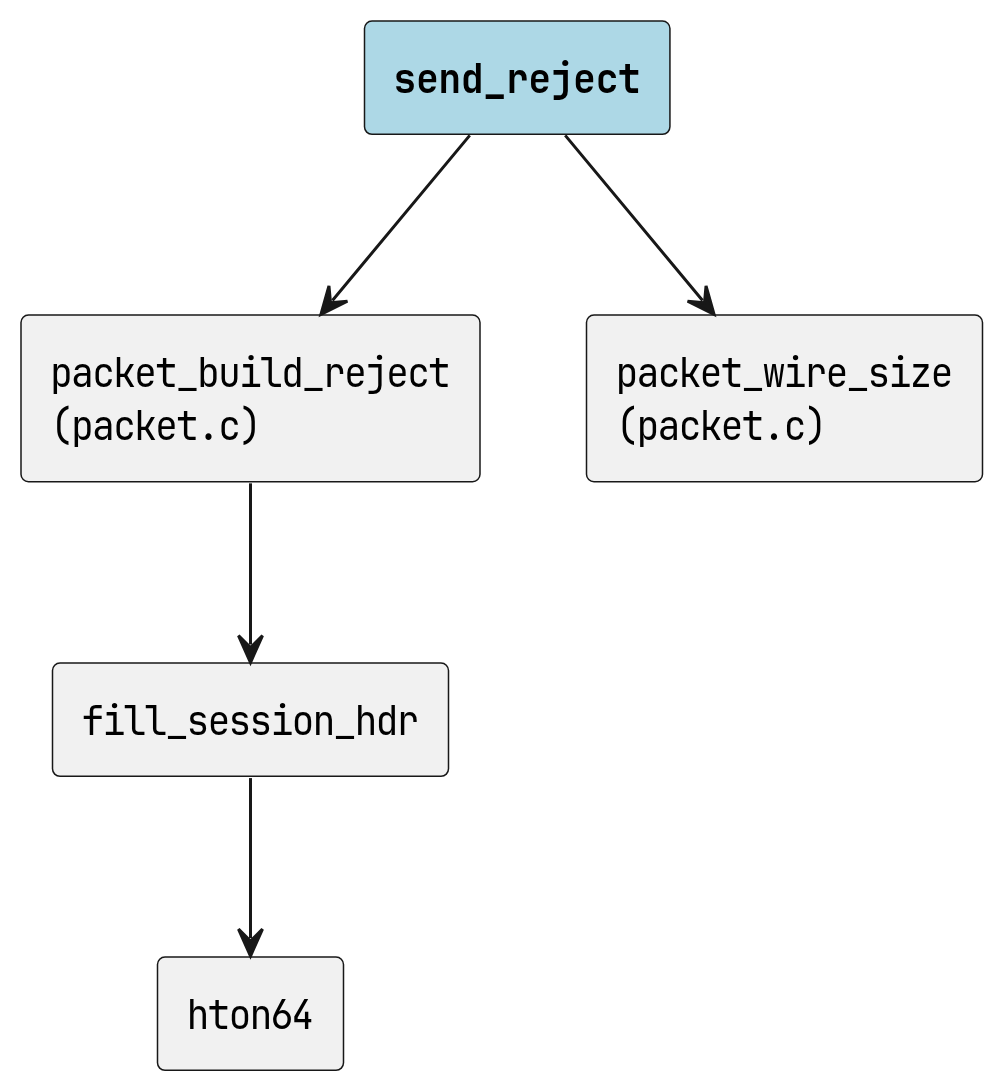 send_reject
packet_build_reject
(packet.c)
packet_wire_size
(packet.c)
fill_session_hdr
hton64